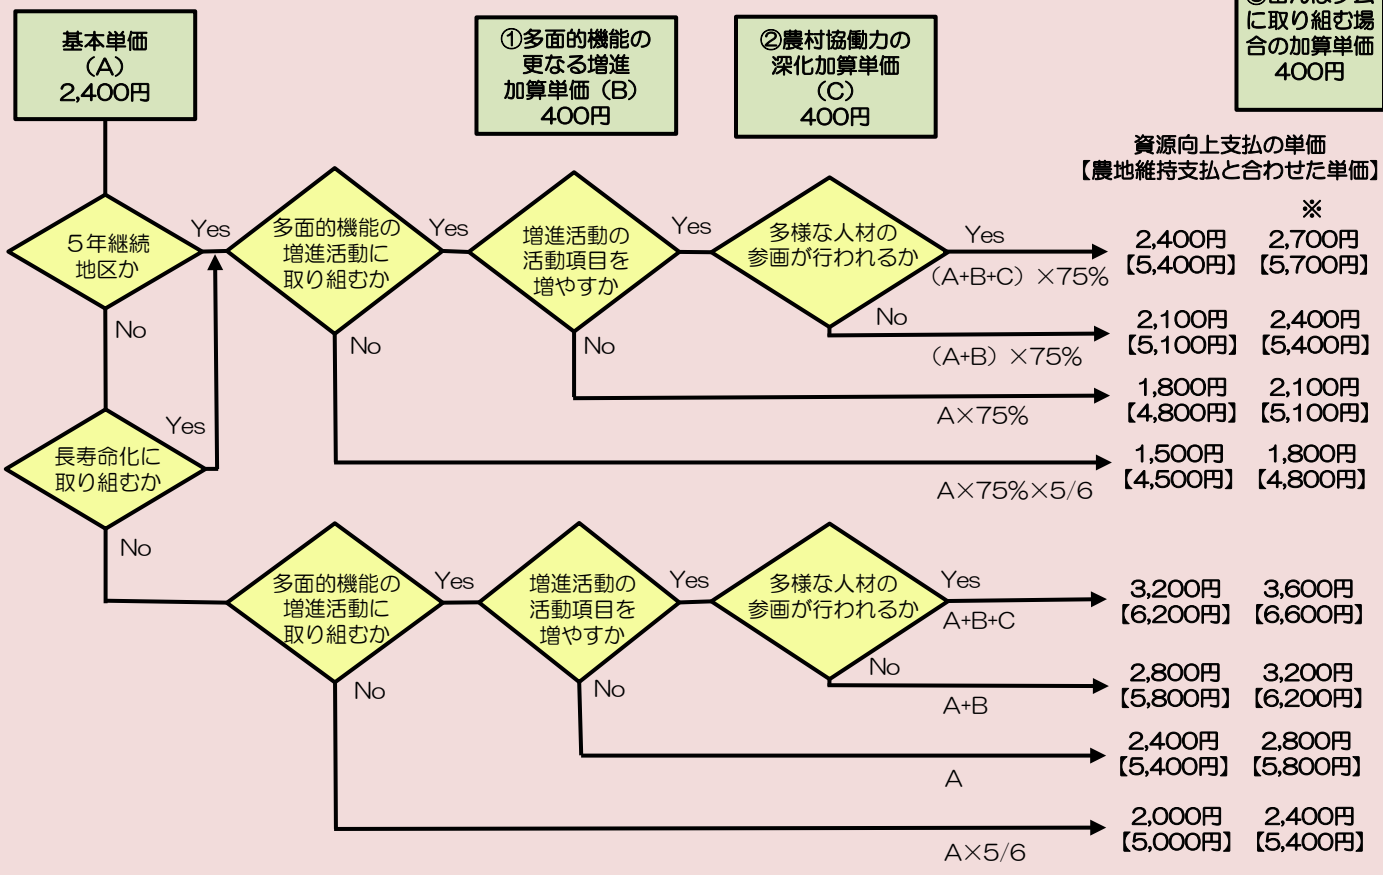 基本単価
（A）
2,400円
①多面的機能の
更なる増進
加算単価（B）
400円
②農村協働力の
深化加算単価
（C）
400円
に取り組む場
合の加算単価
400円
資源向上支払の単価
【農地維持支払と合わせた単価】
※
５年継続
地区か
Yes
No
多面的機能の
増進活動に
取り組むか
Yes
No
増進活動の
活動項目を
増やすか
Yes
No
多様な人材の
参画が行われるか
Yes
（A+B+C）×75%
2,400円 2,700円
【5,400円】【5,700円】
No
（A+B）×75%
2,100円 2,400円
【5,100円】【5,400円】
A×75%
1,800円 2,100円
【4,800円】【5,100円】
A×75%×5/6
1,500円 1,800円
【4,500円】【4,800円】
長寿命化に
取り組むか
Yes
No
多面的機能の
増進活動に
取り組むか
Yes
No
増進活動の
活動項目を
増やすか
Yes
No
多様な人材の
参画が行われるか
Yes
A+B+C
3,200円 3,600円
【6,200円】【6,600円】
No
A+B
2,800円 3,200円
【5,800円】【6,200円】
A
2,400円 2,800円
【5,400円】【5,800円】
A×5/6
2,000円 2,400円
【5,000円】【5,400円】